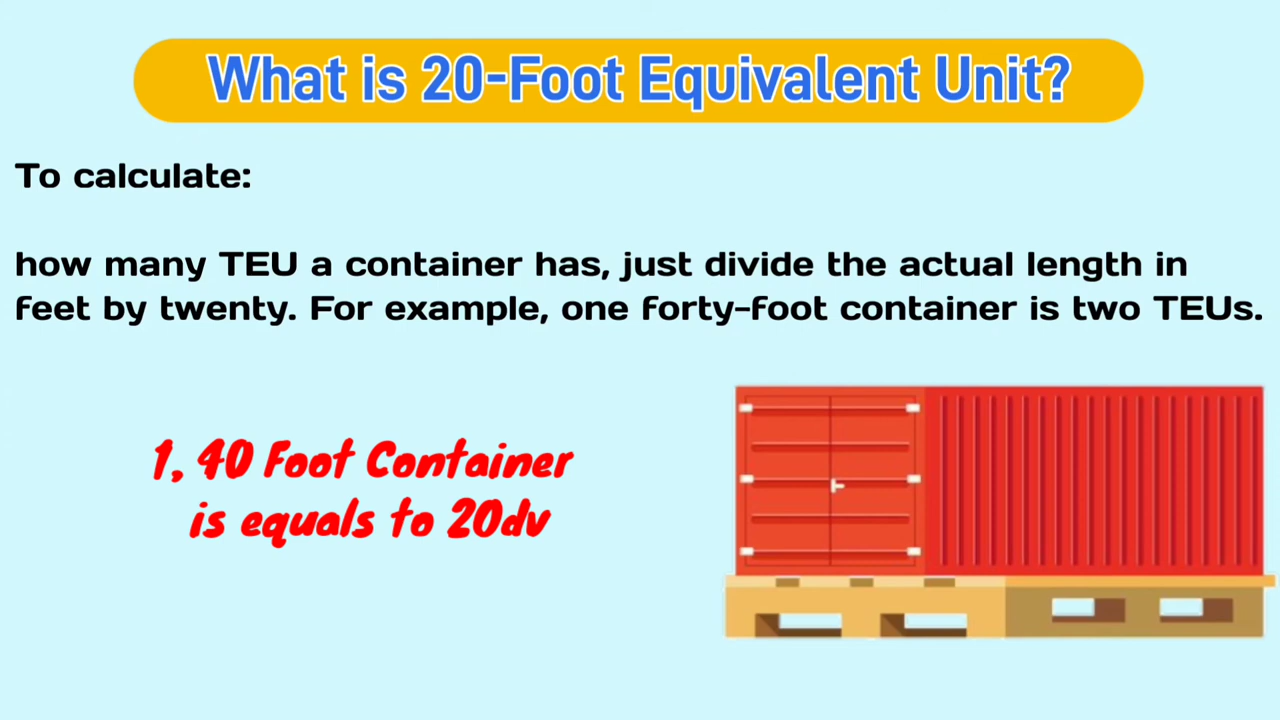 What is 20-Foot Equivalent Unit?
To calculate:
how many TEU a container has, just divide the actual length in
feet by twenty. For example, one forty-foot container is two TEUs.
1, 40 Foot Container
is equals to 20dv